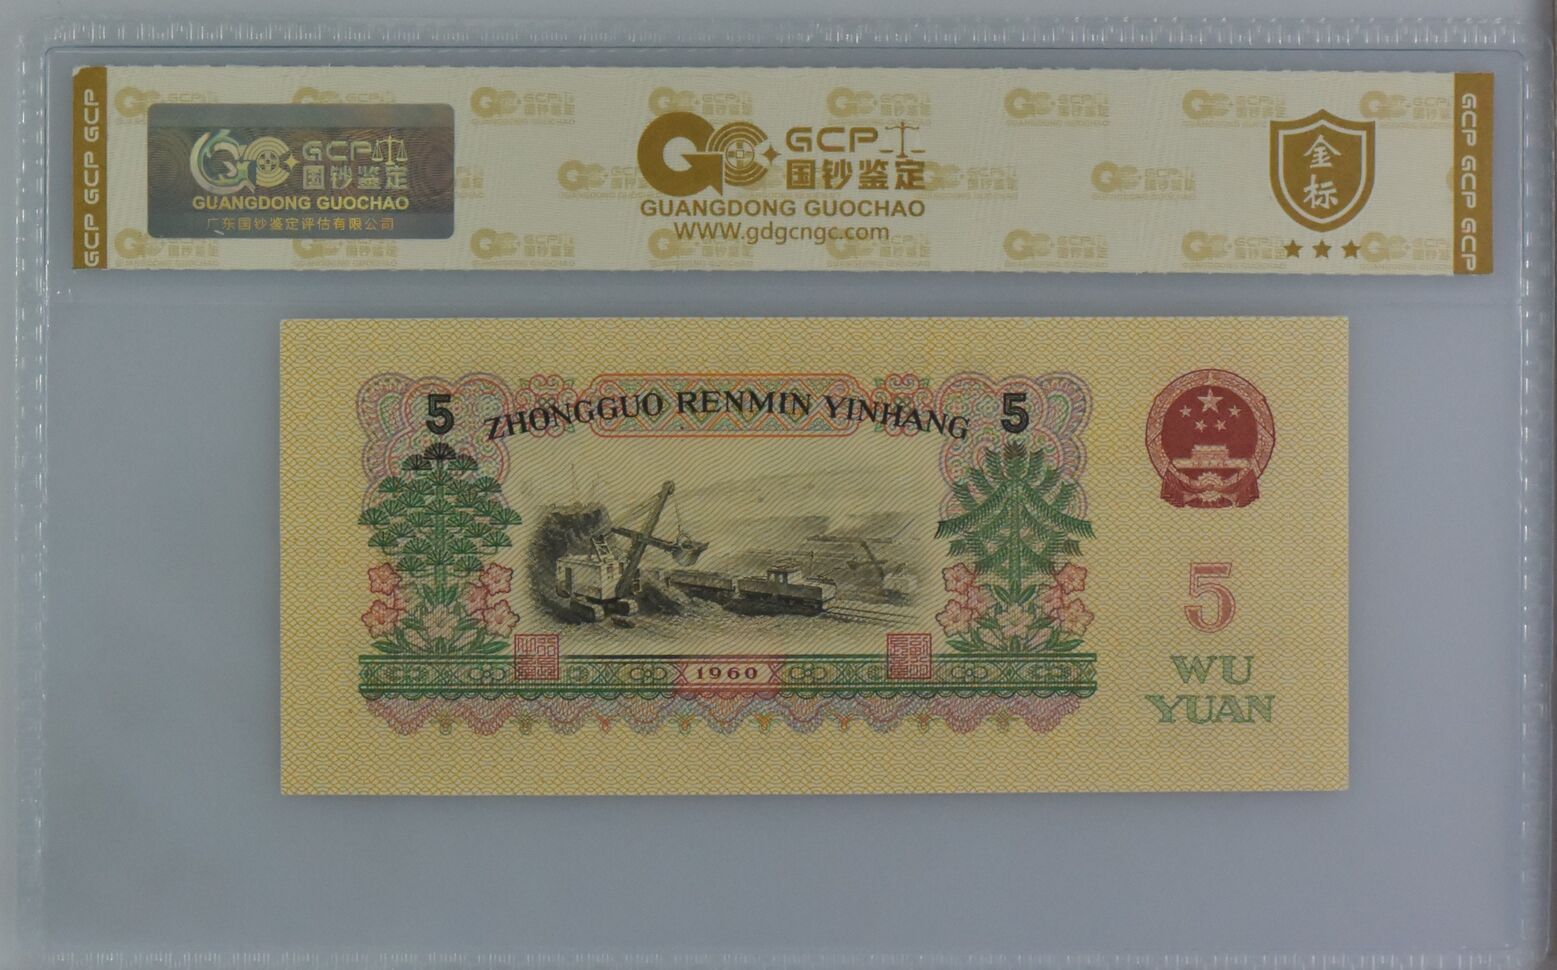 GCP GCP GCP
GCP 国钞鉴定
GUANGDONG GUOCHAO
广东国钞鉴定评估有限公司
GCP
国钞鉴定
GUANGDONG GUOCHAO
WWW.gdgcngc.com
金标
GCP GCP GCP
5 ZHONGGUO RENMIN YINHANG 5
1960
5
WU
YUAN